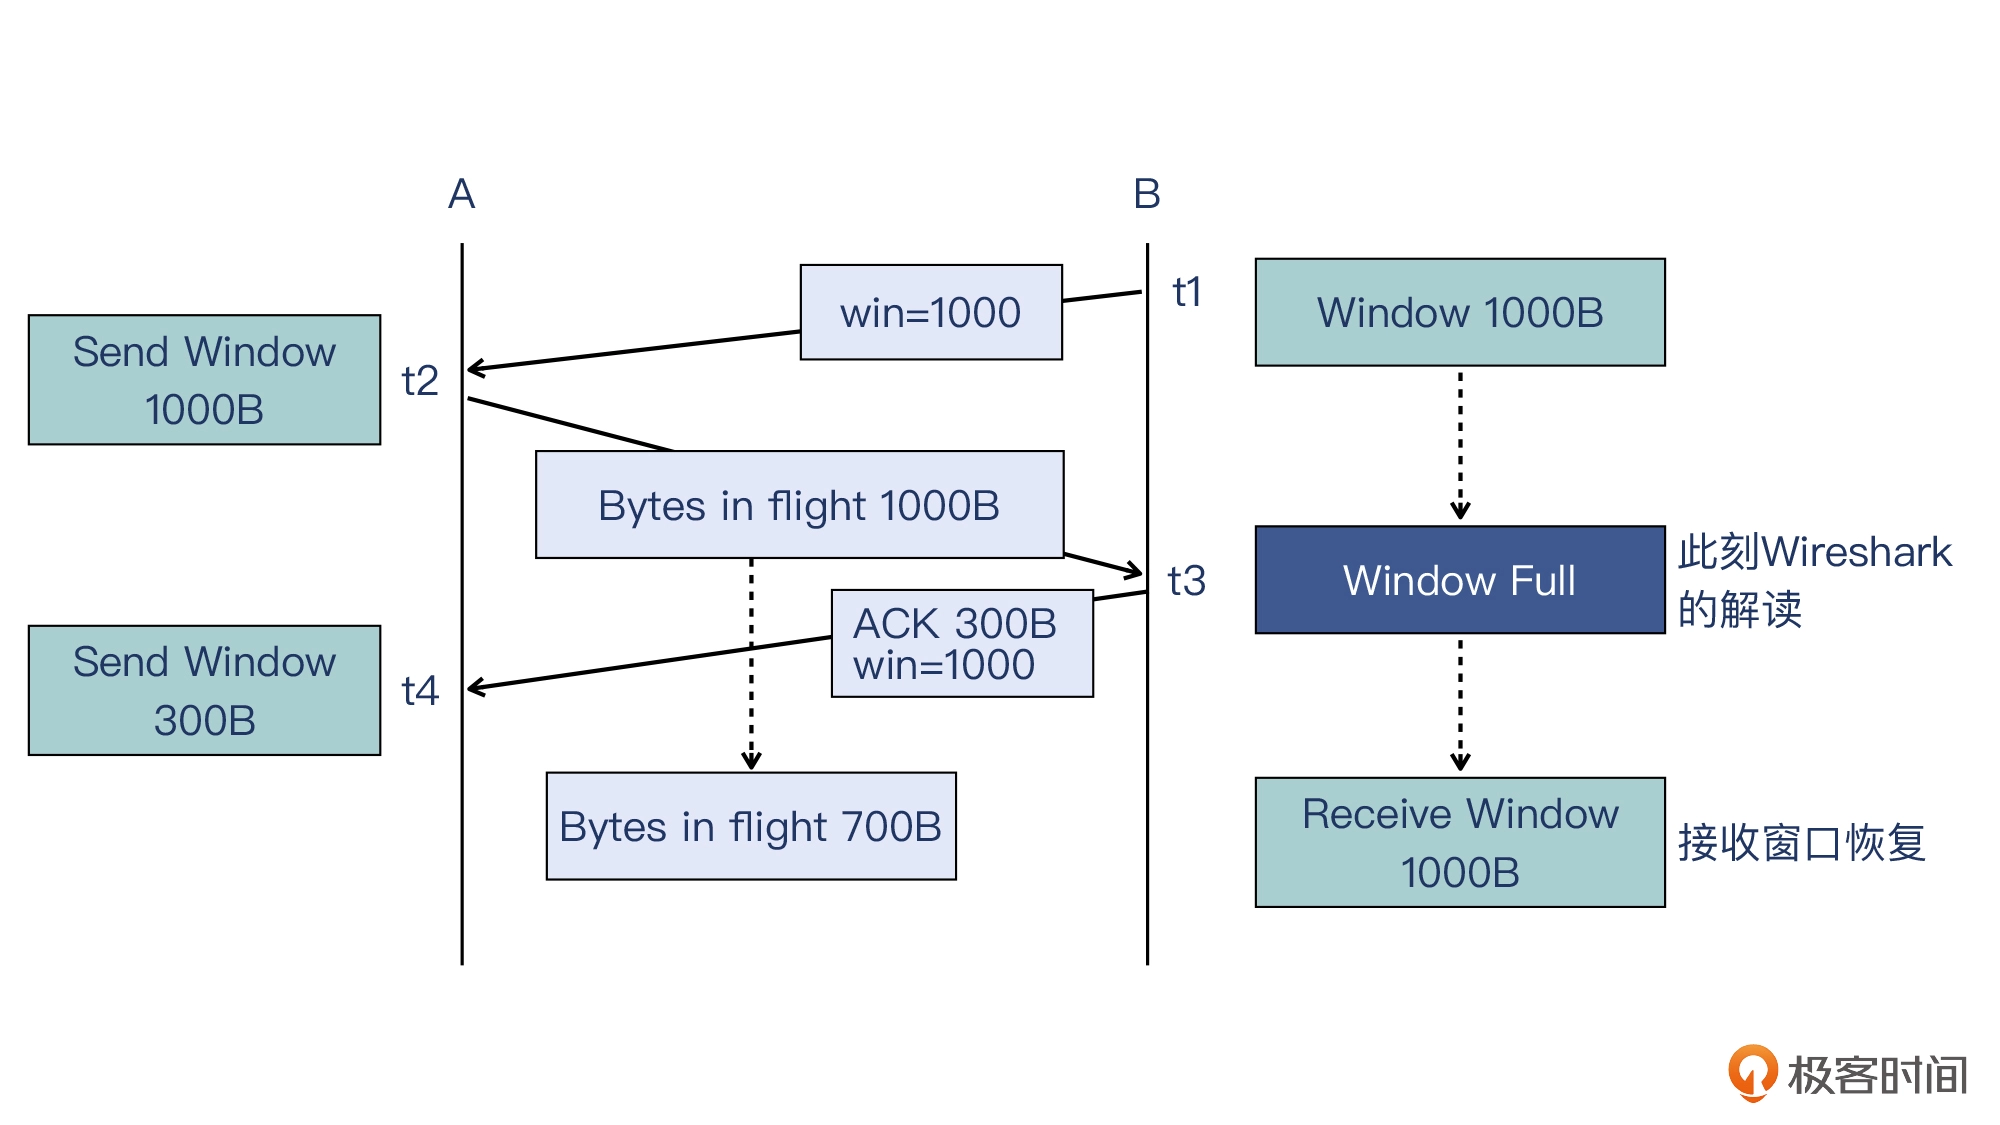 A
B
win=1000
t1
Window 1000B
Send Window
1000B
t2
Bytes in flight 1000B
t3
Window Full
此刻Wireshark
的解读
ACK 300B
win=1000
Send Window
300B
t4
Bytes in flight 700B
Receive Window
1000B
接收窗口恢复
极客时间